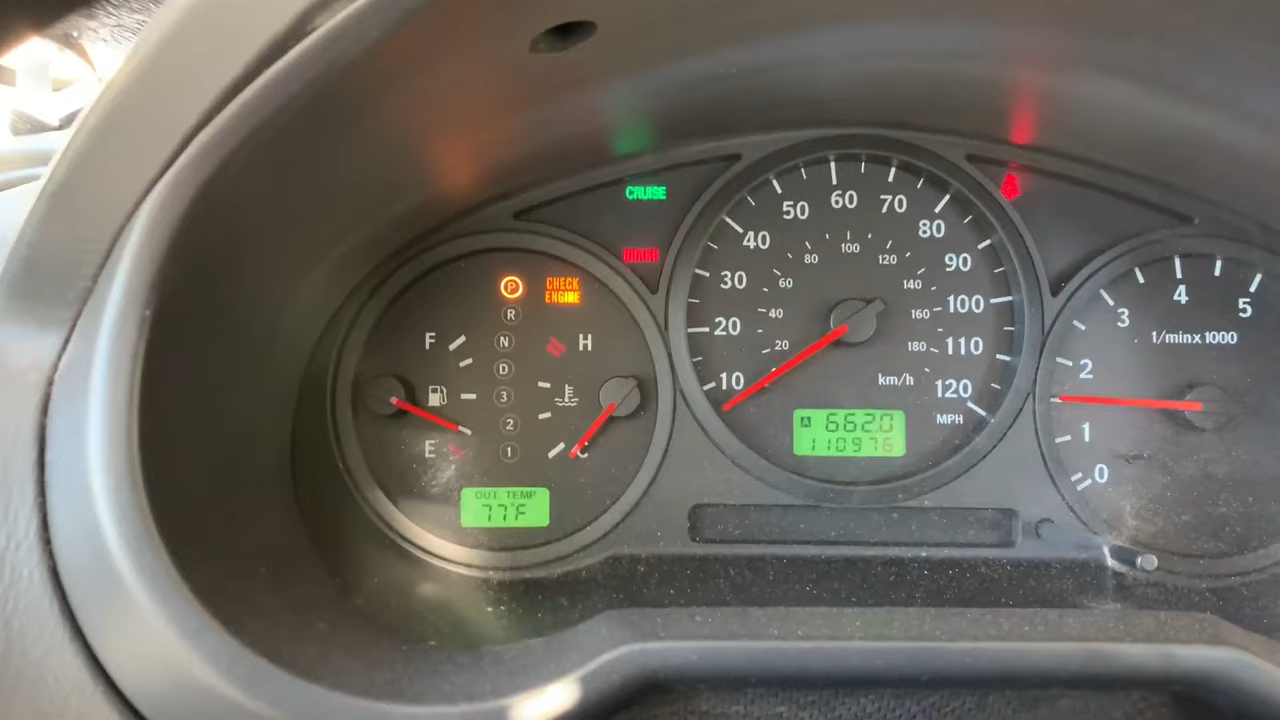 CRUISE
BRAKE
P
CHECK
ENGINE
R
N
D
3
2
1
F
E
H
C
OUT. TEMP
77°F
10
20
30
40
50
60
70
80
90
100
110
120
MPH
20
40
60
80
100
120
140
160
180
km/h
A 662.0
110976
0
1
2
3
4
5
1/min x 1000